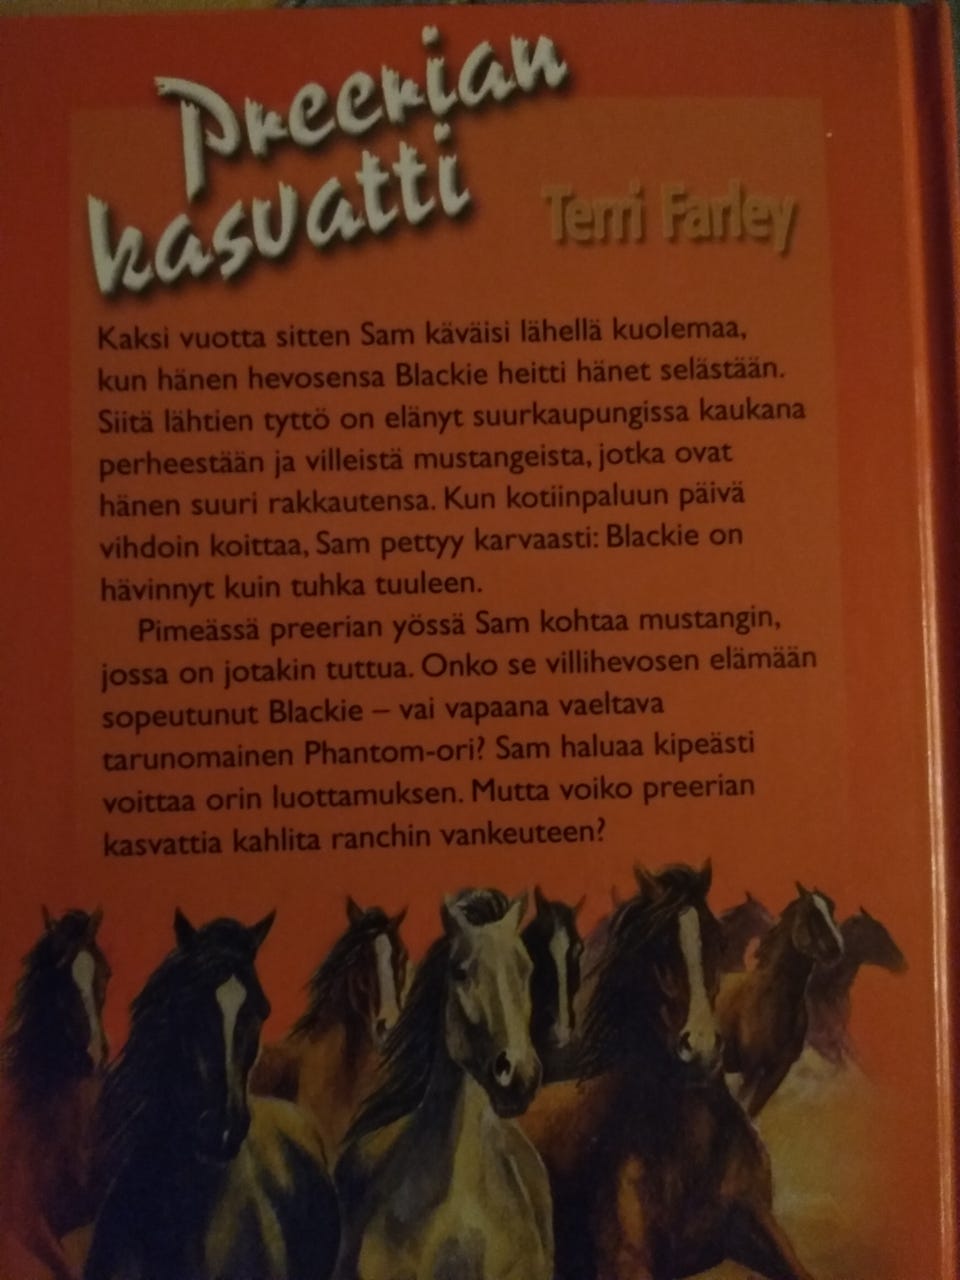 Preerian
kasvatti
Terri Farley
Kaksi vuotta sitten Sam käväisi lähellä kuolemaa,
kun hänen hevosensa Blackie heitti hänet selästään.
Siitä lähtien tyttö on elänyt suurkaupungissa kaukana
perheestään ja villeistä mustangeista, jotka ovat
hänen suuri rakkautensa. Kun kotiinpaluun päivä
vihdoin koittaa, Sam pettyy karvaasti: Blackie on
hävinnyt kuin tuhka tuuleen.
Pimeässä preerian yössä Sam kohtaa mustangin,
jossa on jotakin tuttua. Onko se villihevosen elämään
sopeutunut Blackie – vai vapaana vaeltava
tarunomainen Phantom-ori? Sam haluaa kipeästi
voittaa orin luottamuksen. Mutta voiko preerian
kasvattia kahlita ranchin vankeuteen?